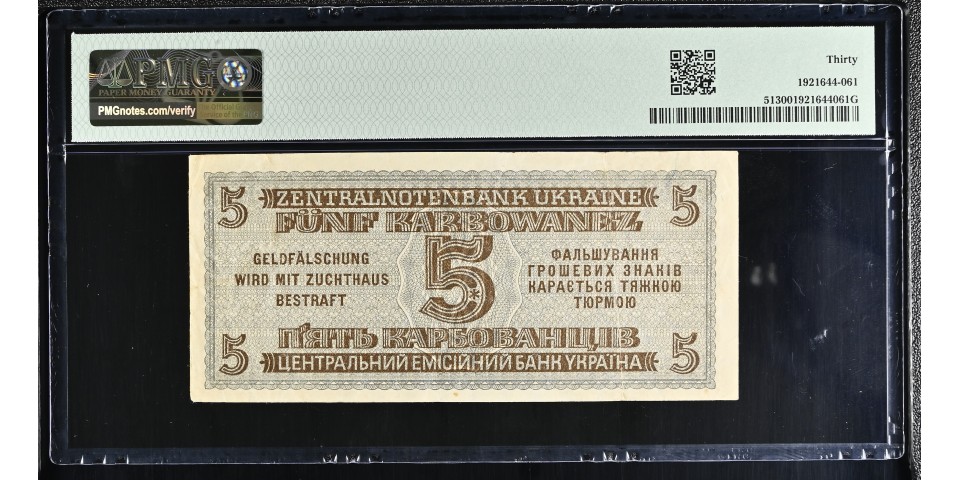 PMG
PAPER MONEY GUARANTY
PMGnotes.com/verify
Thirty
1921644-061
513001921644061G
5 ZENTRALNOTENBANK UKRAINE 5
FÜNF KARBOWANEZ
GELDFÄLSCHUNG
WIRD MIT ZUCHTHAUS
BESTRAFT
5
ФАЛЬШУВАННЯ
ГРОШЕВИХ ЗНАКІВ
КАРАЄТЬСЯ ТЯЖКОЮ
ТЮРМОЮ
П'ЯТЬ КАРБОВАНЦІВ
5 ЦЕНТРАЛЬНИЙ ЕМІСІЙНИЙ БАНК УКРАЇНА 5